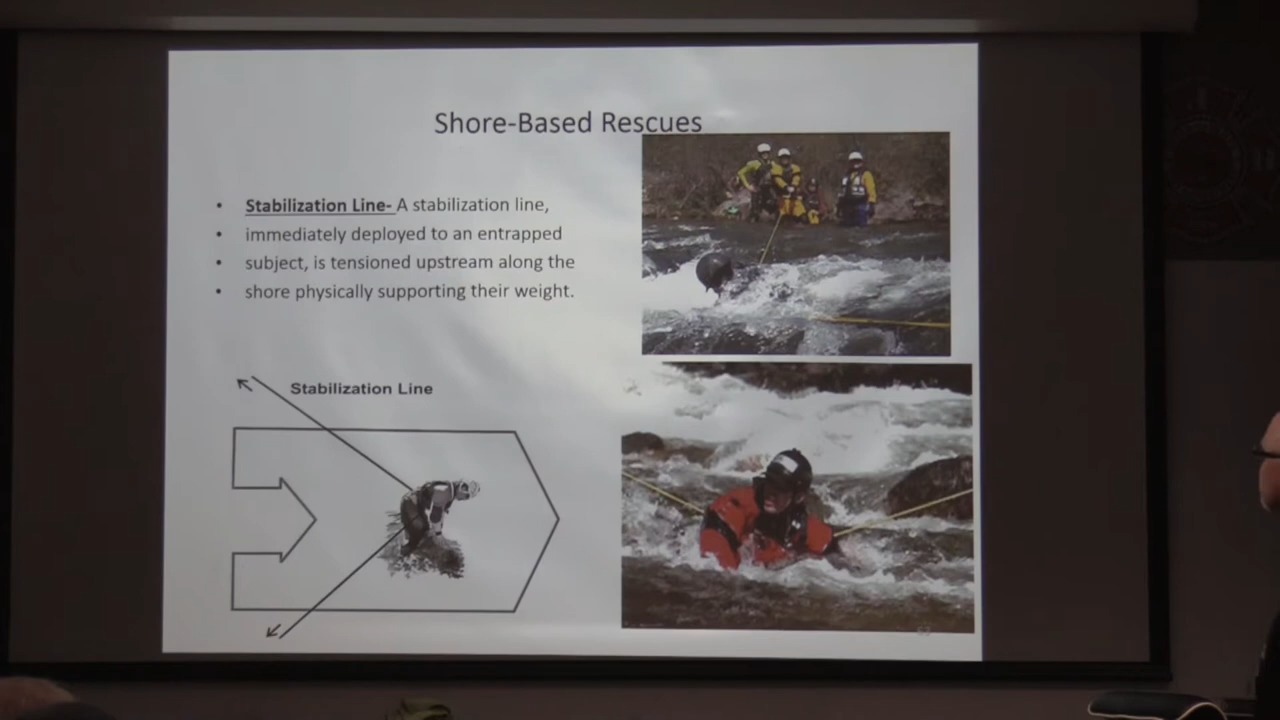 Shore-Based Rescues
• Stabilization Line- A stabilization line,
• immediately deployed to an entrapped
• subject, is tensioned upstream along the
• shore physically supporting their weight.
Stabilization Line